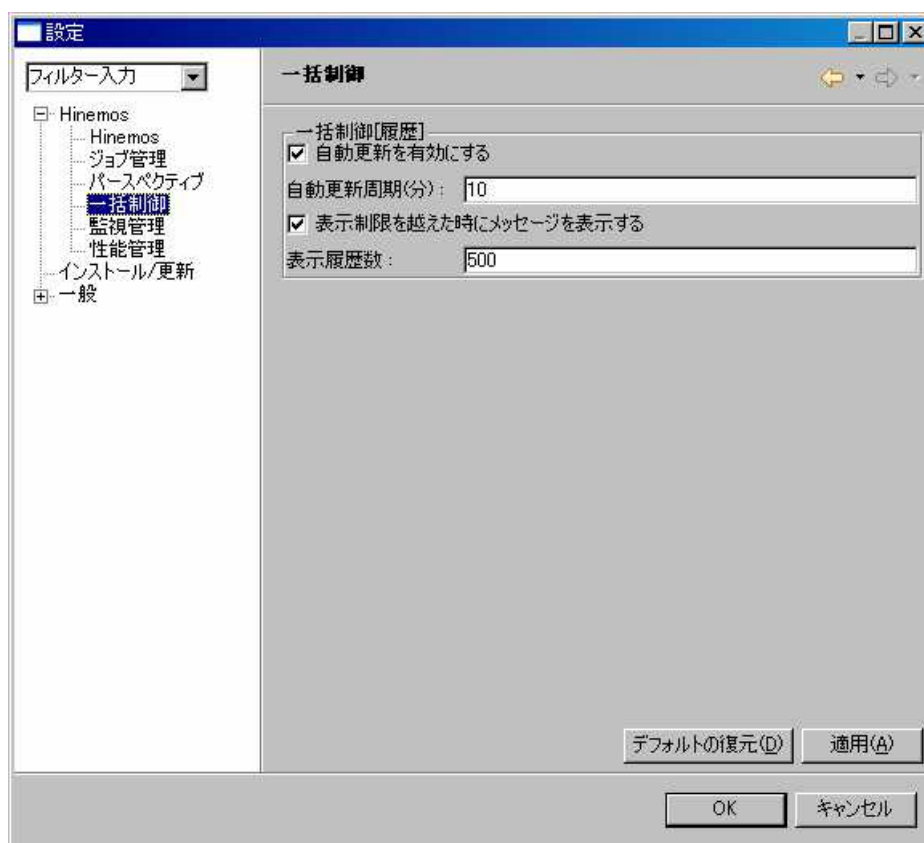 設定
フィルター入力
一括制御
Hinemos
Hinemos
ジョブ管理
パースペクティブ
一括制御
監視管理
性能管理
インストール/更新
一般
一括制御[履歴]
自動更新を有効にする
自動更新周期(分):
10
表示制限を越えた時にメッセージを表示する
表示履歴数:
500
デフォルトの復元(D)
適用(A)
OK
キャンセル